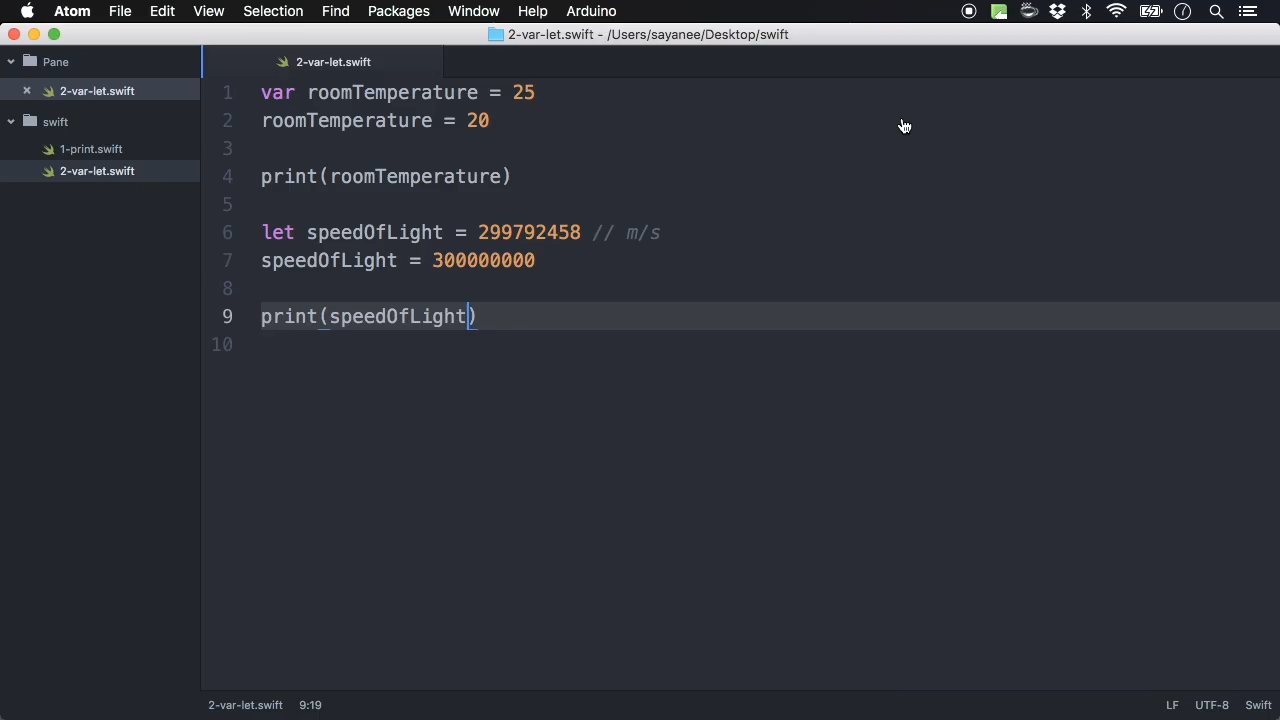 Atom File Edit View Selection Find Packages Window Help Arduino
2-var-let.swift - /Users/sayanee/Desktop/swift
Pane
2-var-let.swift
swift
1-print.swift
2-var-let.swift
2-var-let.swift
1 var roomTemperature = 25
2 roomTemperature = 20
3
4 print(roomTemperature)
5
6 let speedOfLight = 299792458 // m/s
7 speedOfLight = 300000000
8
9 print(speedOfLight)
10
2-var-let.swift 9:19 LF UTF-8 Swift